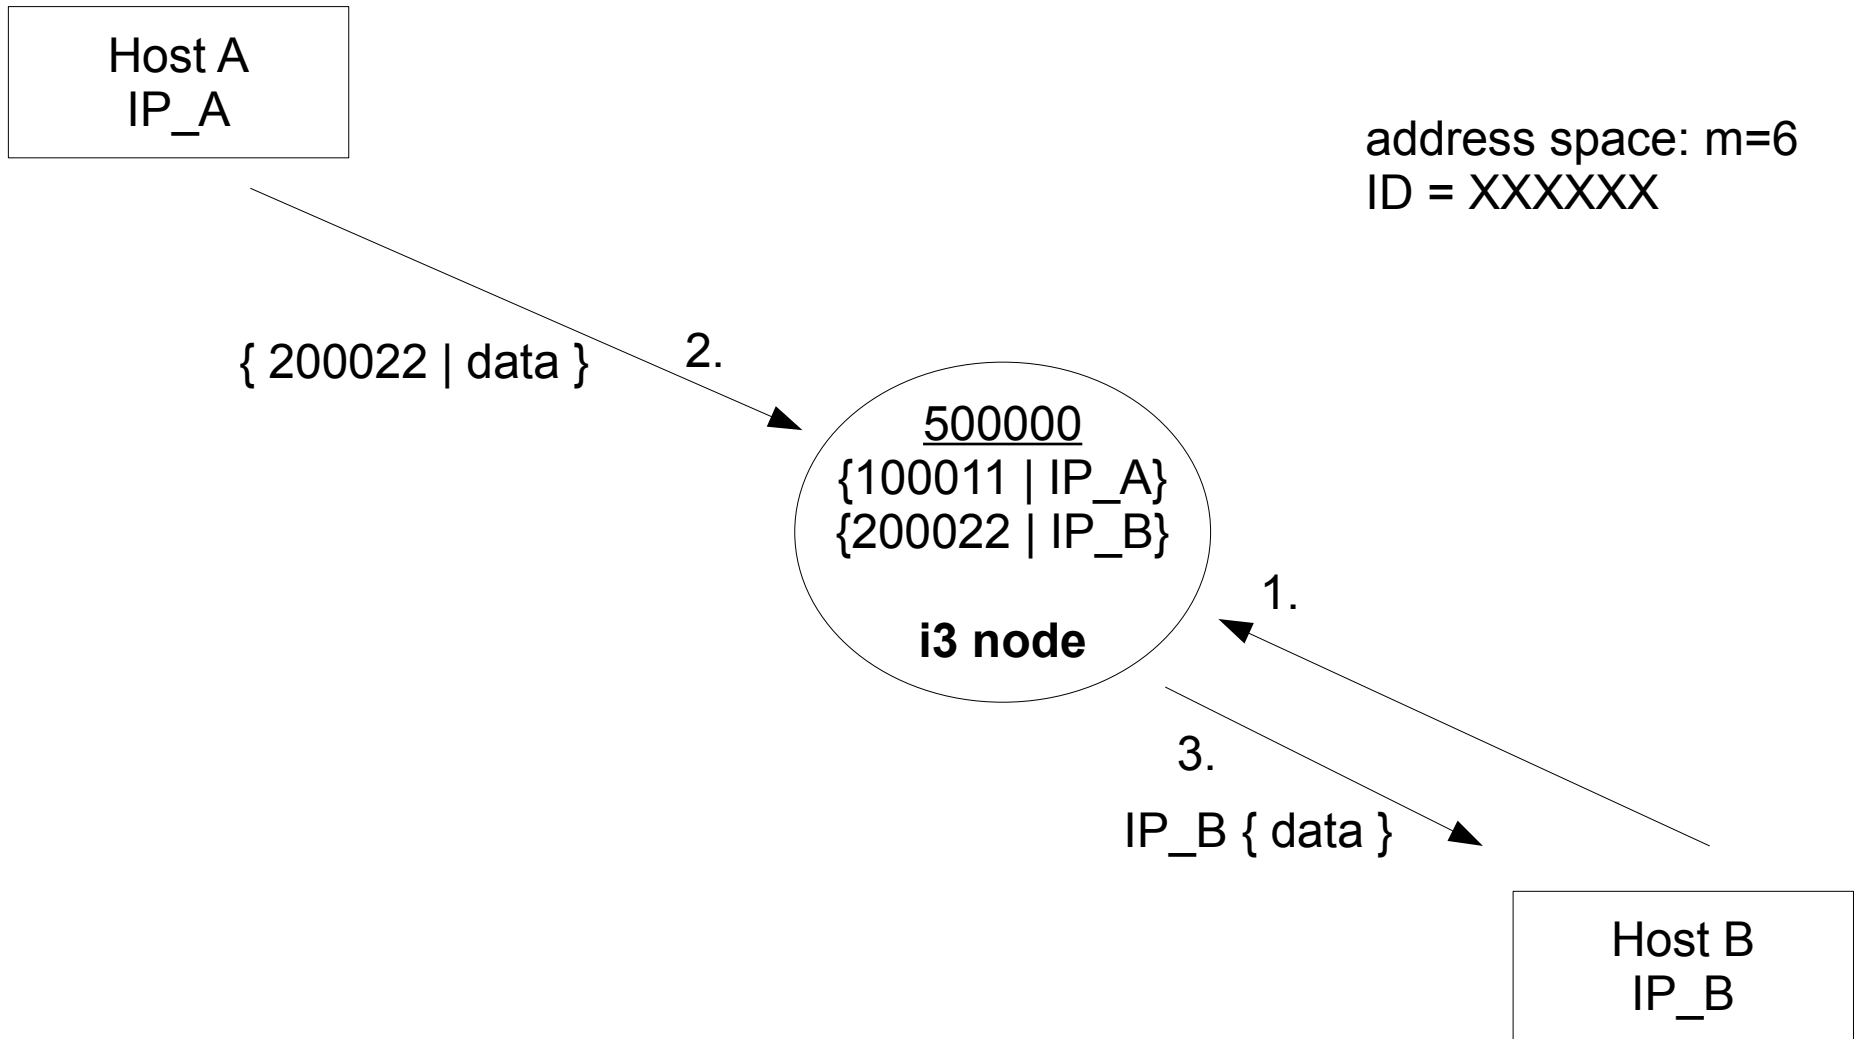 Host A
IP_A
address space: m=6
ID = XXXXXX
{ 200022 | data }
2.
500000
{100011 | IP_A}
{200022 | IP_B}
i3 node
1.
3.
IP_B { data }
Host B
IP_B